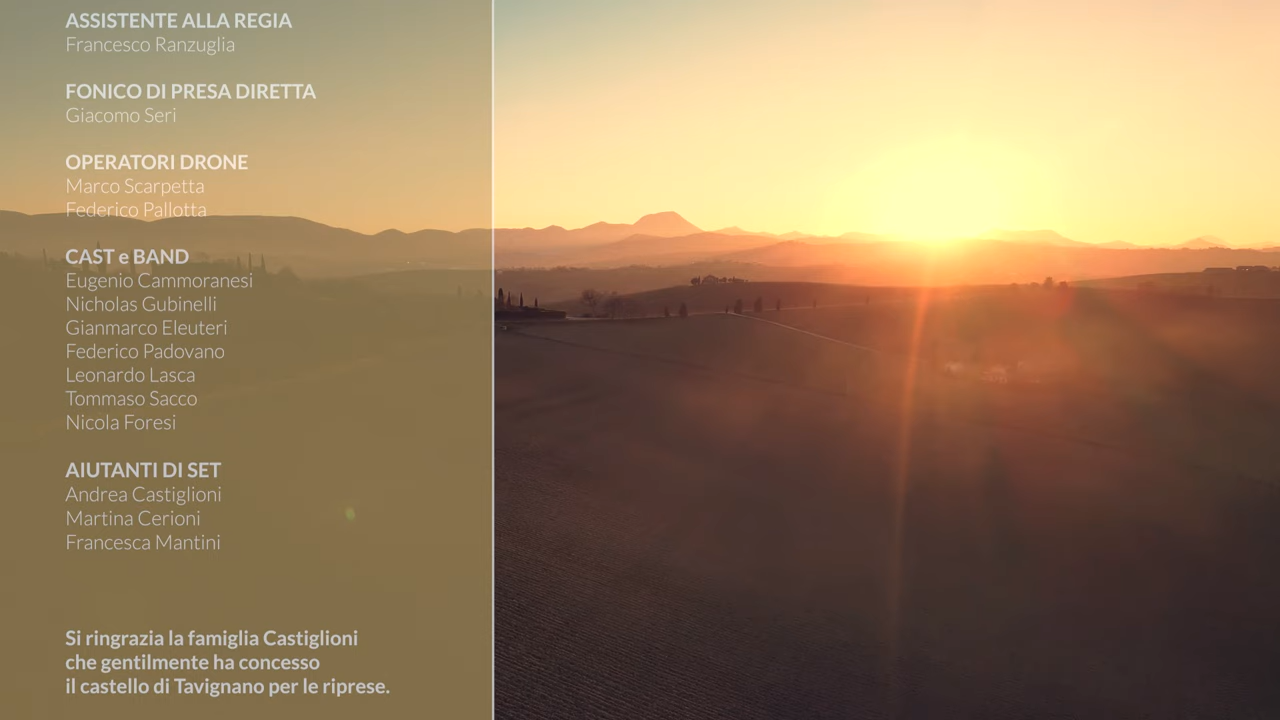 ASSISTENTE ALLA REGIA
Francesco Ranzuglia
FONICO DI PRESA DIRETTA
Giacomo Seri
OPERATORI DRONE
Marco Scarpetta
Federico Pallotta
CAST e BAND
Eugenio Cammoranesi
Nicholas Gubinelli
Gianmarco Eleuteri
Federico Padovano
Leonardo Lasca
Tommaso Sacco
Nicola Foresi
AIUTANTI DI SET
Andrea Castiglioni
Martina Cerioni
Francesca Mantini
Si ringrazia la famiglia Castiglioni
che gentilmente ha concesso
il castello di Tavignano per le riprese.